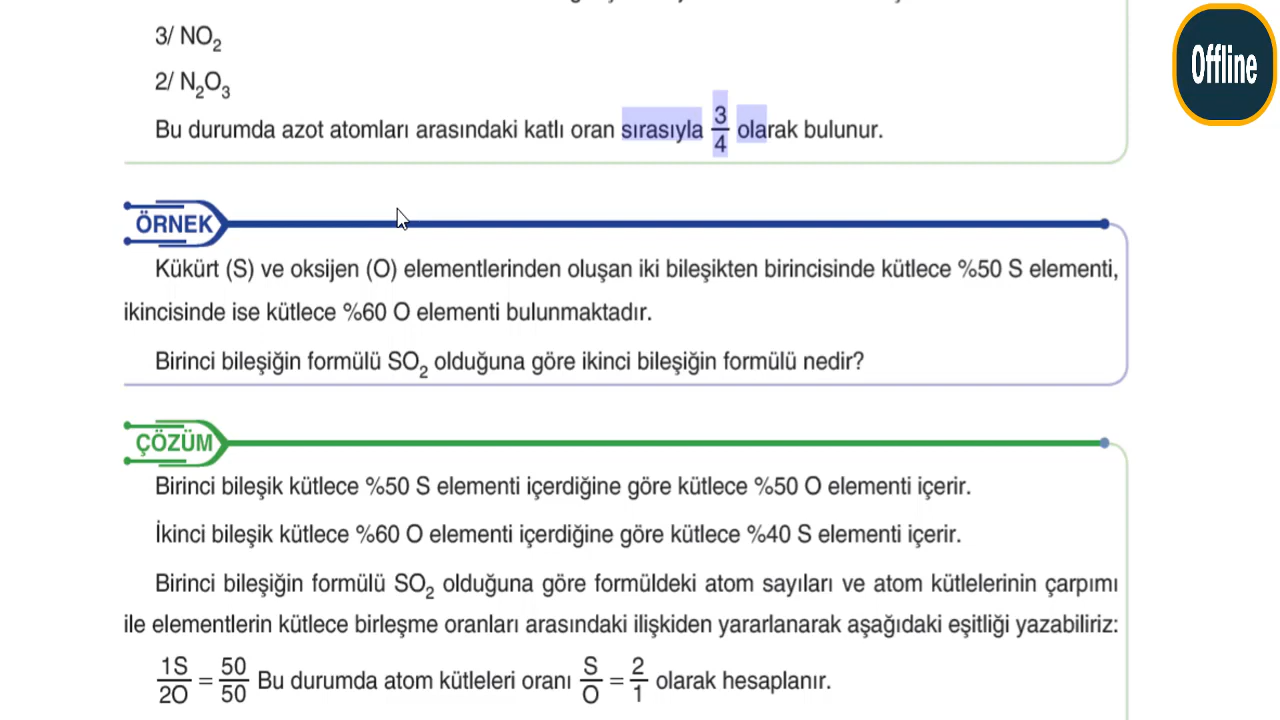 3/ NO₂
Offline
2/ N₂O₃
Bu durumda azot atomları arasındaki katlı oran sırasıyla 3/4 olarak bulunur.
ÖRNEK
Kükürt (S) ve oksijen (O) elementlerinden oluşan iki bileşikten birincisinde kütlece %50 S elementi,
ikincisinde ise kütlece %60 O elementi bulunmaktadır.
Birinci bileşiğin formülü SO₂ olduğuna göre ikinci bileşiğin formülü nedir?
ÇÖZÜM
Birinci bileşik kütlece %50 S elementi içerdiğine göre kütlece %50 O elementi içerir.
İkinci bileşik kütlece %60 O elementi içerdiğine göre kütlece %40 S elementi içerir.
Birinci bileşiğin formülü SO₂ olduğuna göre formüldeki atom sayıları ve atom kütlelerinin çarpımı
ile elementlerin kütlece birleşme oranları arasındaki ilişkiden yararlanarak aşağıdaki eşitliği yazabiliriz:
1S/2O = 50/50 Bu durumda atom kütleleri oranı S/O = 2/1 olarak hesaplanır.